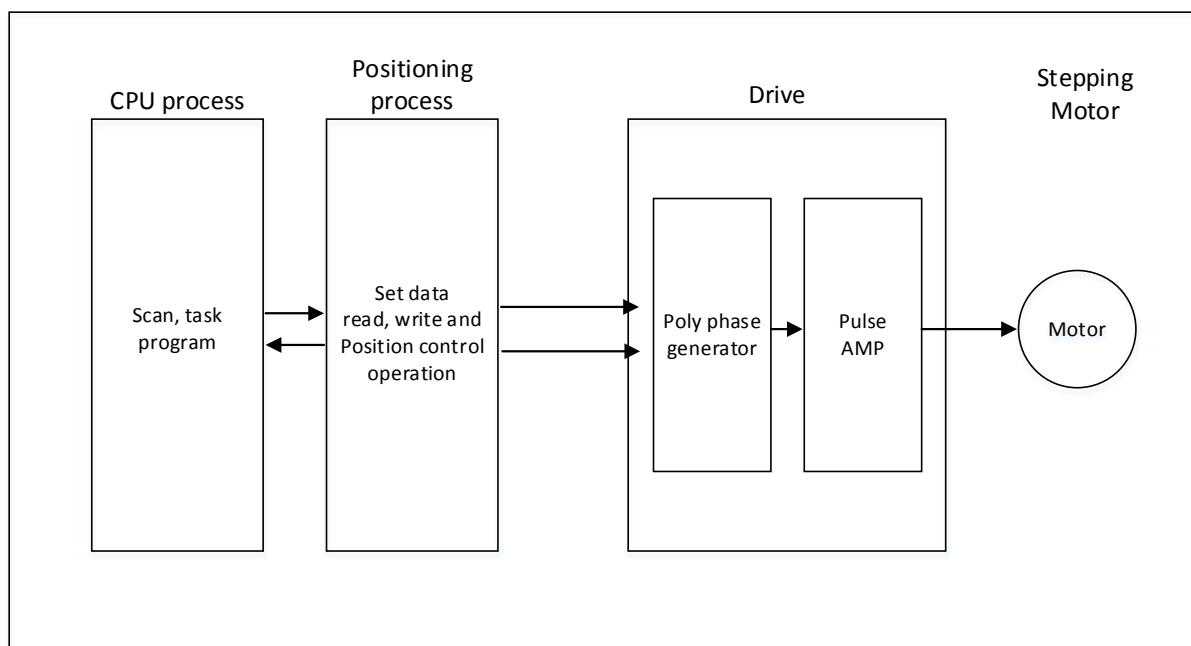 CPU process
Positioning
process
Drive
Stepping
Motor
Scan, task
program
Set data
read, write and
Position control
operation
Poly phase
generator
Pulse
AMP
Motor